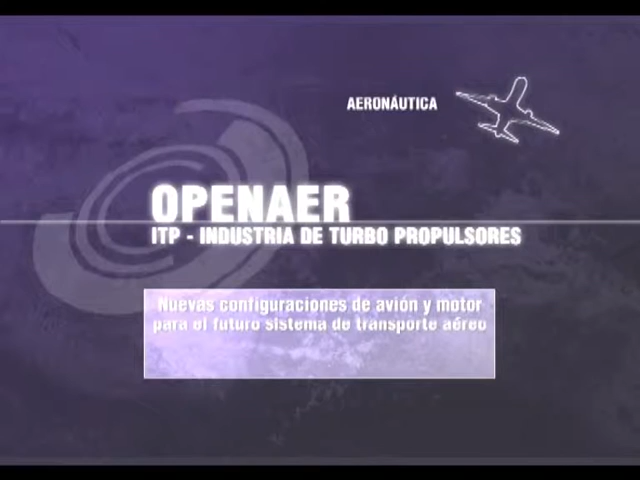 AERONÁUTICA
OPENAER
ITP - INDUSTRIA DE TURBO PROPULSORES
Nuevas configuraciones de avión y motor
para el futuro sistema de transporte aéreo